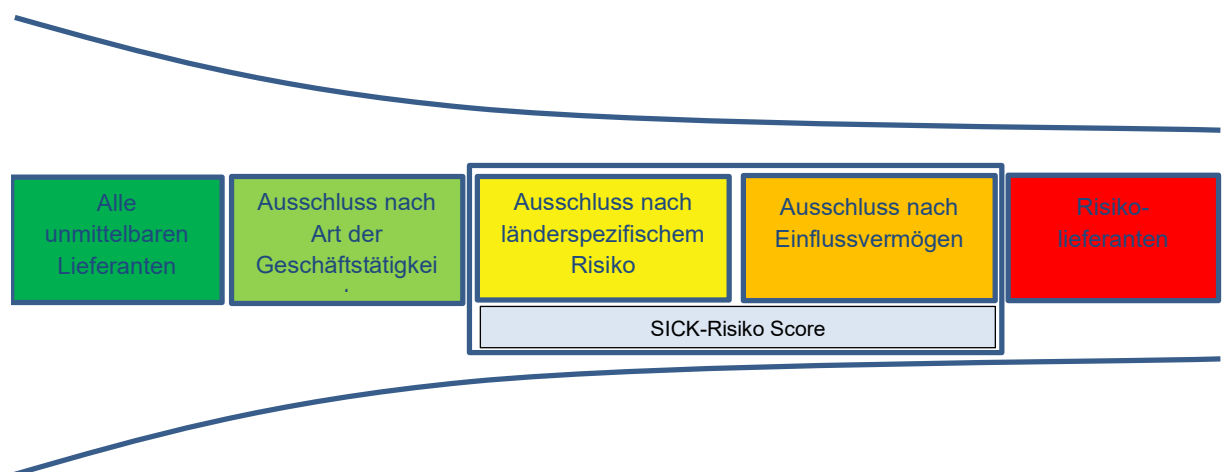 Alle
unmittelbaren
Lieferanten
Ausschluss nach
Art der
Geschäftstätigkei
Ausschluss nach
länderspezifischem
Risiko
Ausschluss nach
Einflussvermögen
Risiko-
lieferanten
SICK-Risiko Score